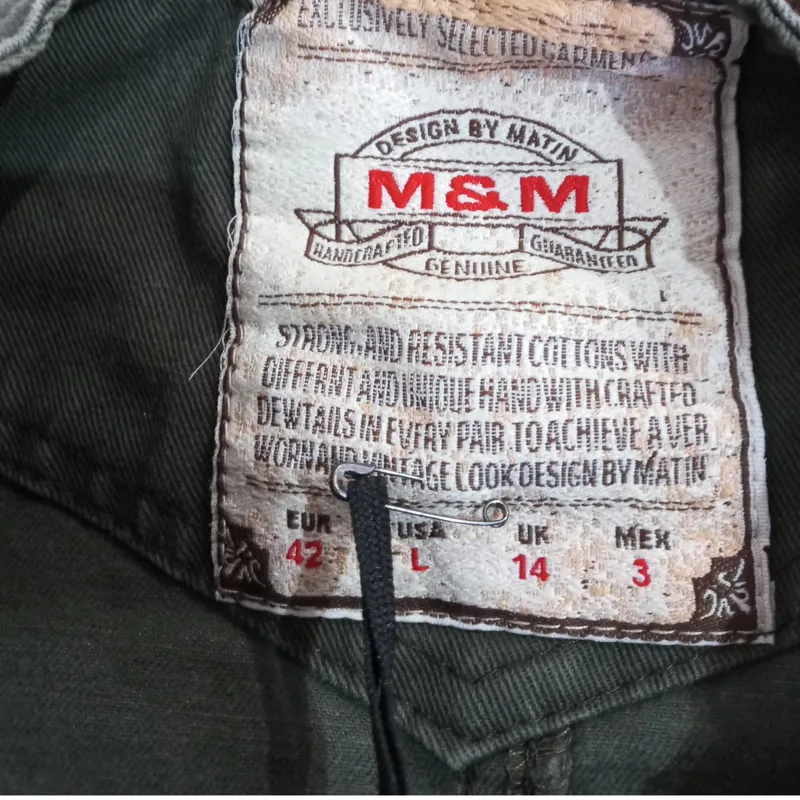 EXCLUSIVELY SELECTED GARMENT
DESIGN BY MATIN
M&M
HANDCRAFTED
GUARANTEED
GENUINE
L
STRONG AND RESISTANT COTTONS WITH
DIFFERNT AND UNIQUE HAND WITH CRAFTED
DEWTAILS IN EVERY PAIR TO ACHIEVE A VER
WORN AND VINTAGE LOOK DESIGN BY MATIN
EUR USA UK MEX
42 L 14 3